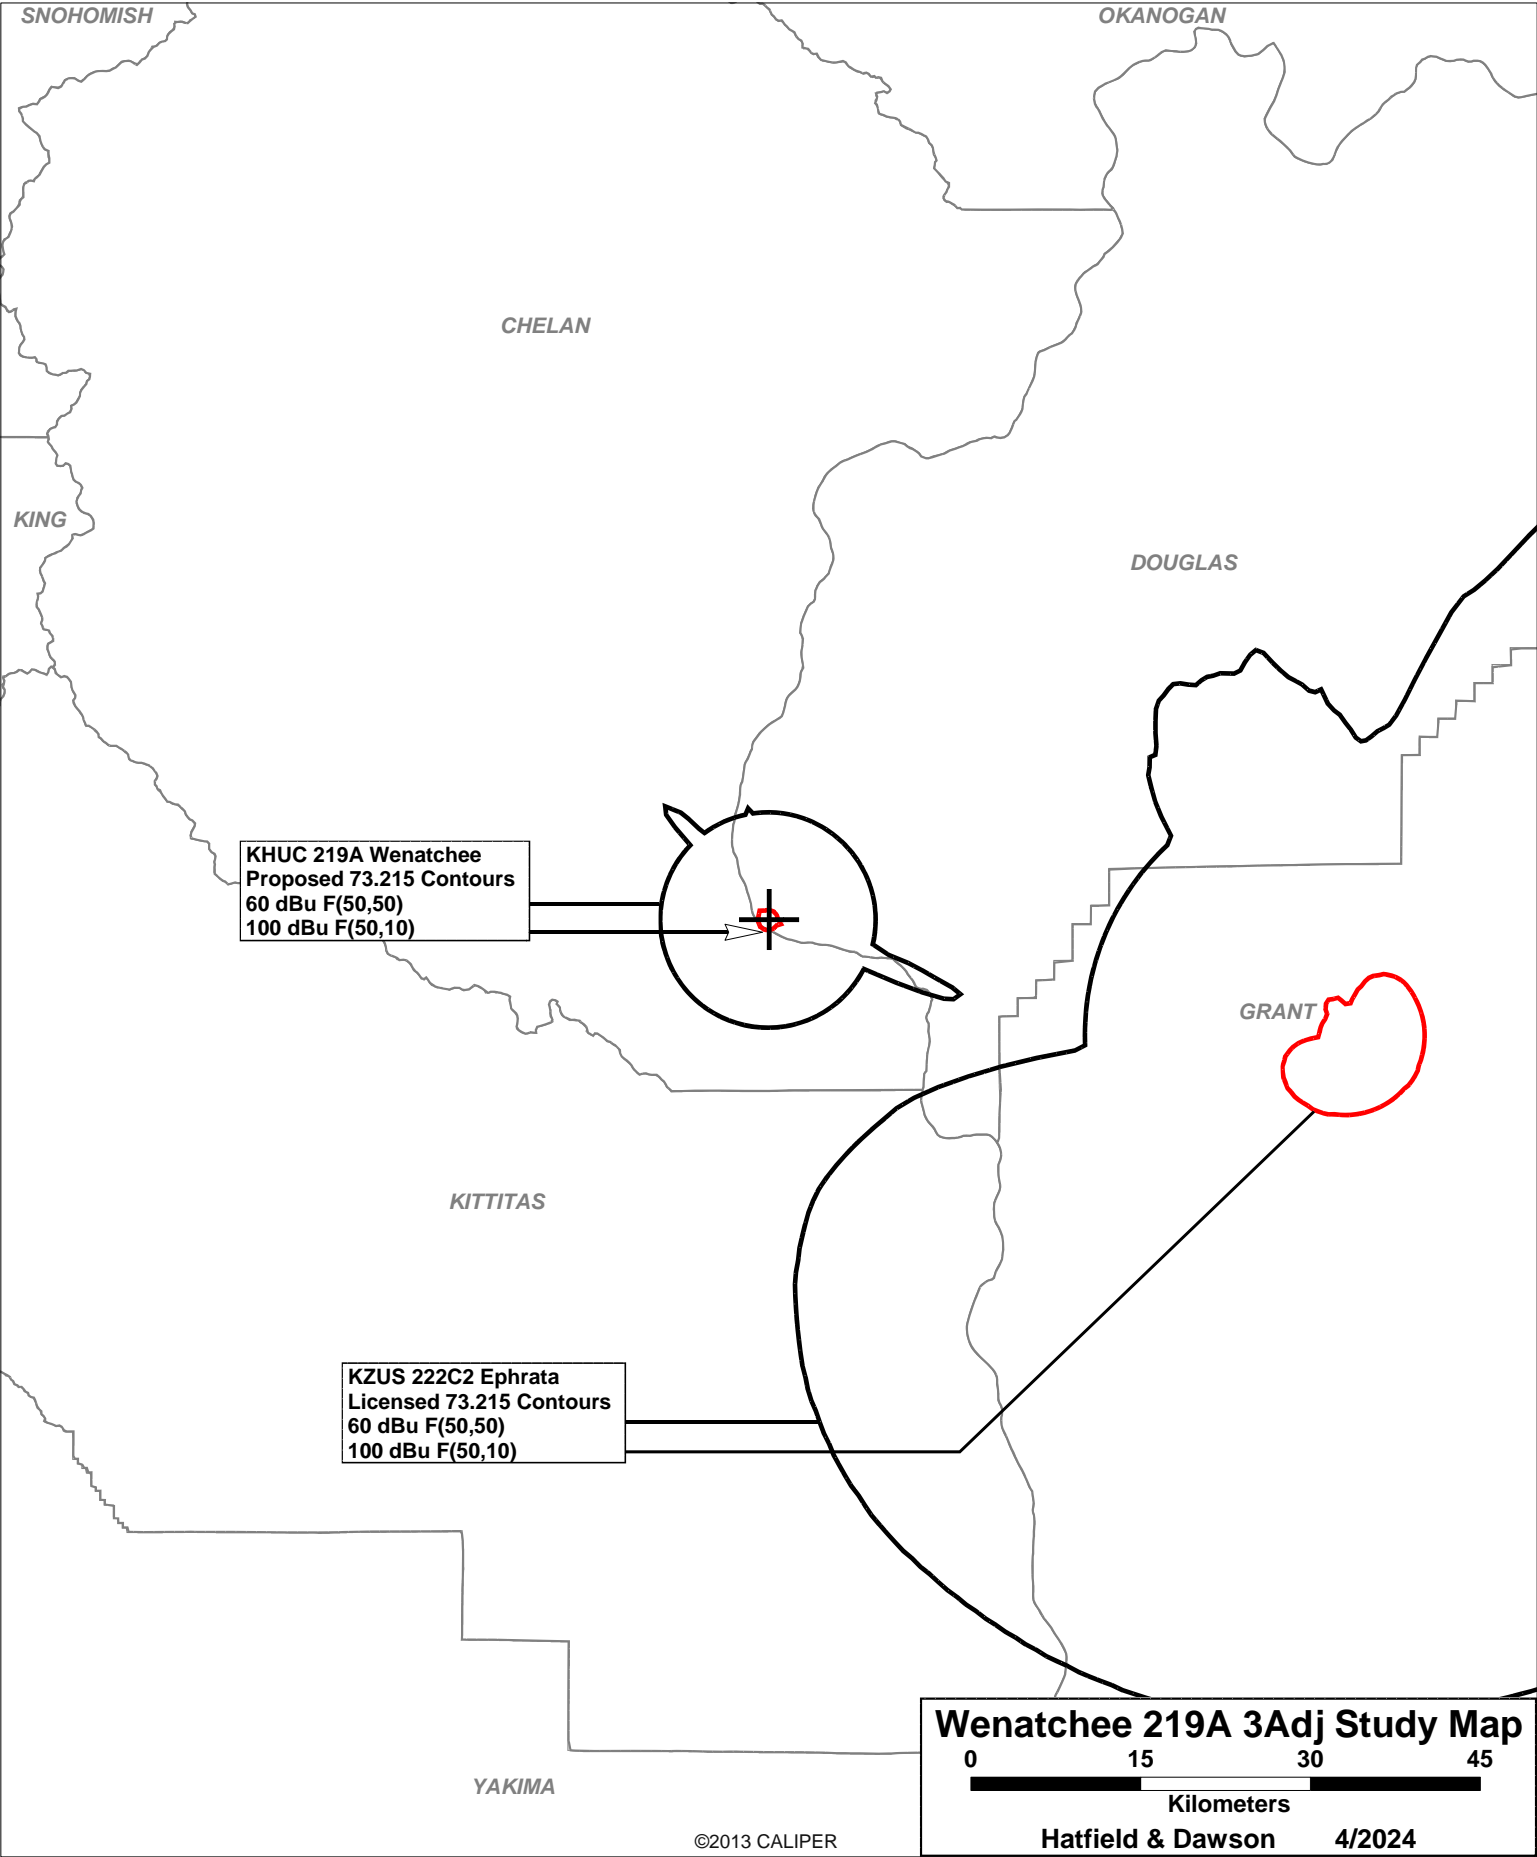 SNOHOMISH
OKANOGAN
CHELAN
KING
DOUGLAS
KHUC 219A Wenatchee
Proposed 73.215 Contours
60 dBu F(50,50)
100 dBu F(50,10)
GRANT
KITTITAS
KZUS 222C2 Ephrata
Licensed 73.215 Contours
60 dBu F(50,50)
100 dBu F(50,10)
YAKIMA
©2013 CALIPER
Wenatchee 219A 3Adj Study Map
0 15 30 45
Kilometers
Hatfield & Dawson 4/2024